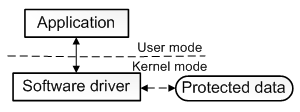 Application
User mode
Kernel mode
Software driver
Protected data